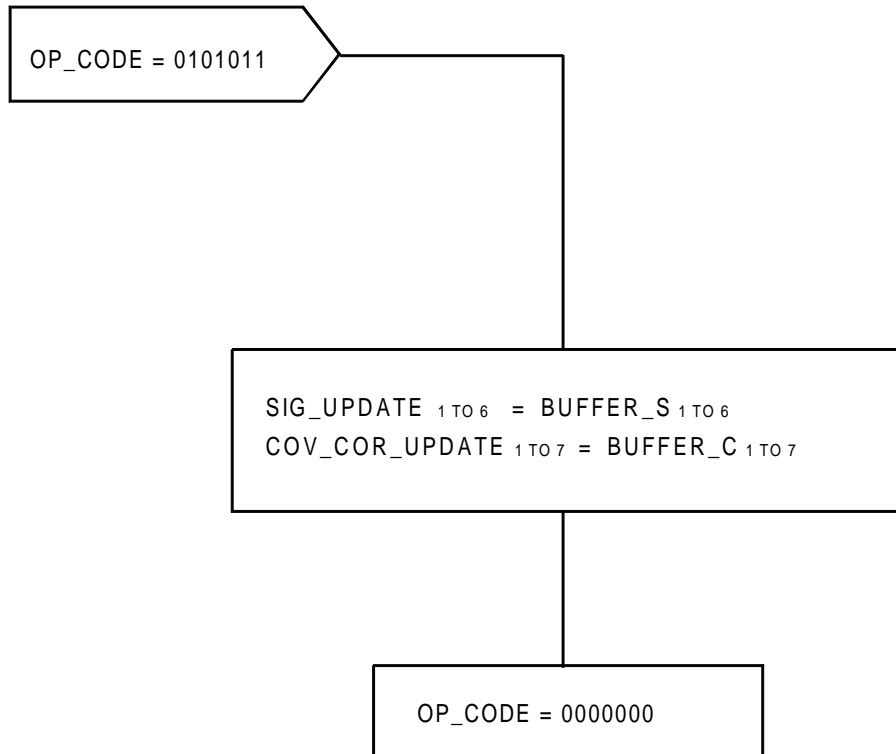 OP_CODE = 0101011
SIG_UPDATE 1 TO 6 = BUFFER_S 1 TO 6
COV_COR_UPDATE 1 TO 7 = BUFFER_C 1 TO 7
OP_CODE = 0000000